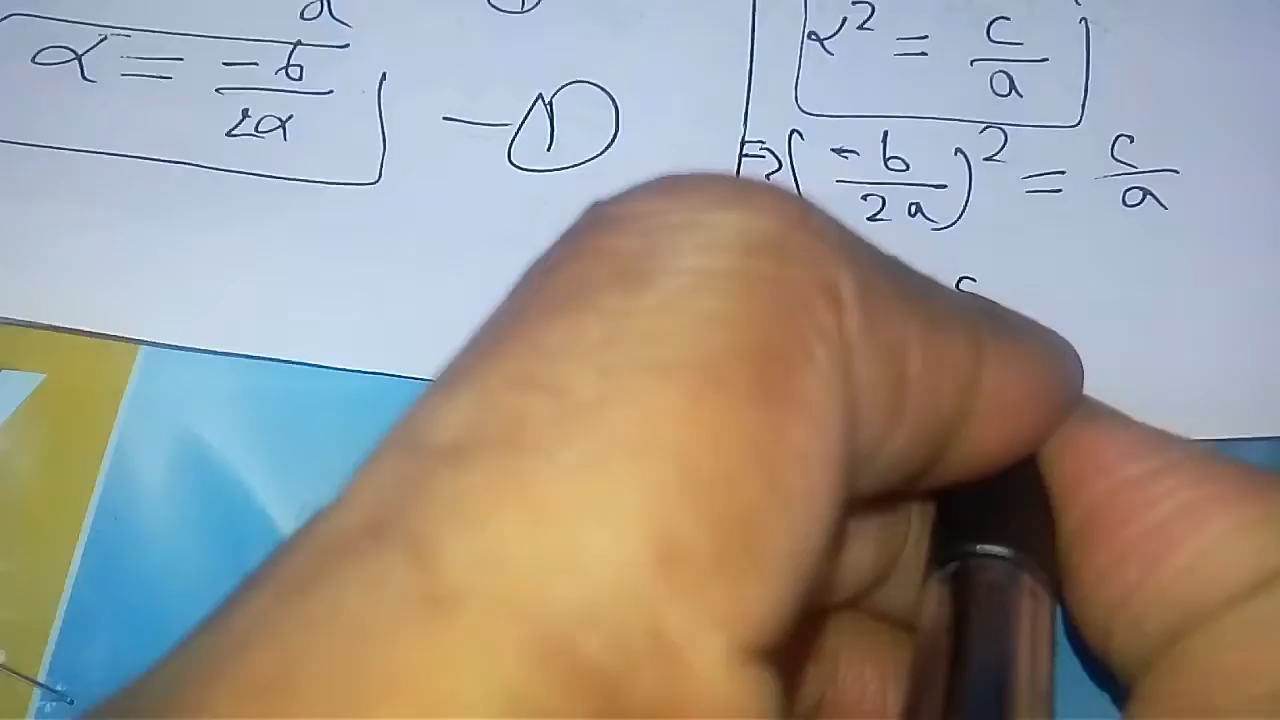 α = -b/2a — ①
α² = c/a
⇒ (-b/2a)² = c/a